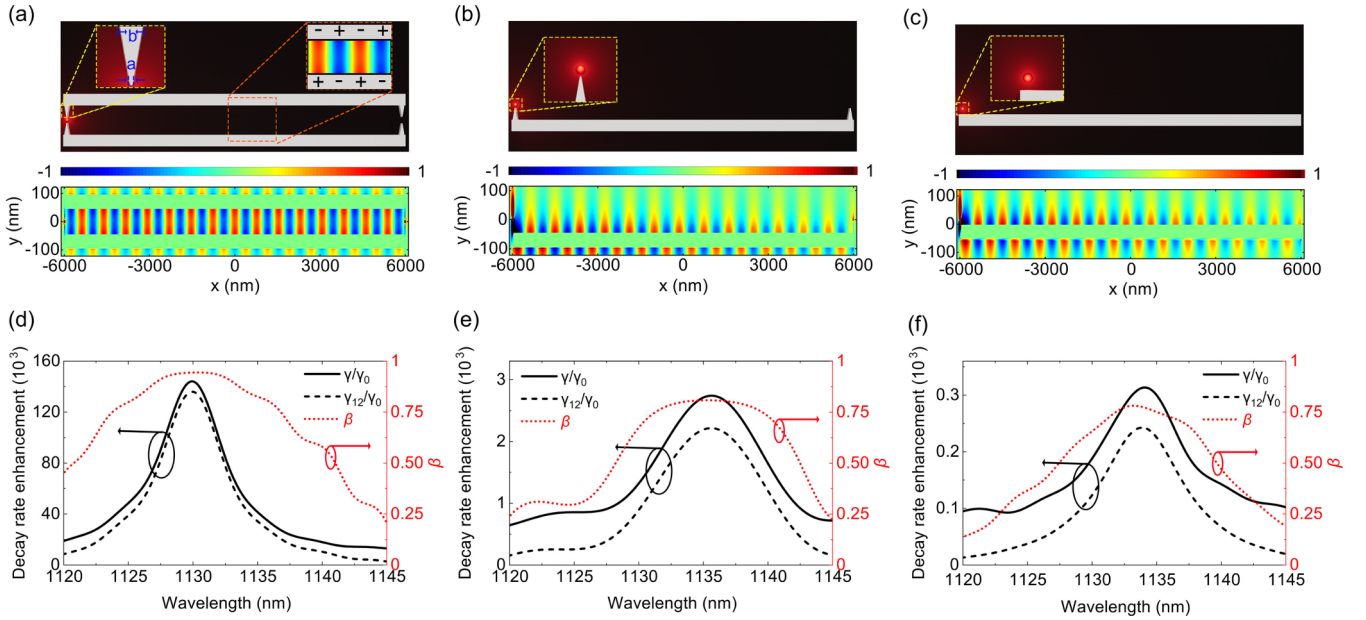 (a)
b
a
- + - +
+ - + -
-1 1
y (nm)
100
0
-100
-6000 -3000 0 3000 6000
x (nm)
(b)
-1 1
y (nm)
100
0
-100
-6000 -3000 0 3000 6000
x (nm)
(c)
-1 1
y (nm)
100
0
-100
-6000 -3000 0 3000 6000
x (nm)
(d)
Decay rate enhancement (10³)
160
120
80
40
0
γ/γ₀
γ₁₂/γ₀
β
1
0.75
0.50
0.25
0
β
1120 1125 1130 1135 1140 1145
Wavelength (nm)
(e)
Decay rate enhancement (10³)
3
2
1
0
γ/γ₀
γ₁₂/γ₀
β
1
0.75
0.50
0.25
0
β
1120 1125 1130 1135 1140 1145
Wavelength (nm)
(f)
Decay rate enhancement (10³)
0.3
0.2
0.1
0
γ/γ₀
γ₁₂/γ₀
β
1
0.75
0.50
0.25
0
β
1120 1125 1130 1135 1140 1145
Wavelength (nm)